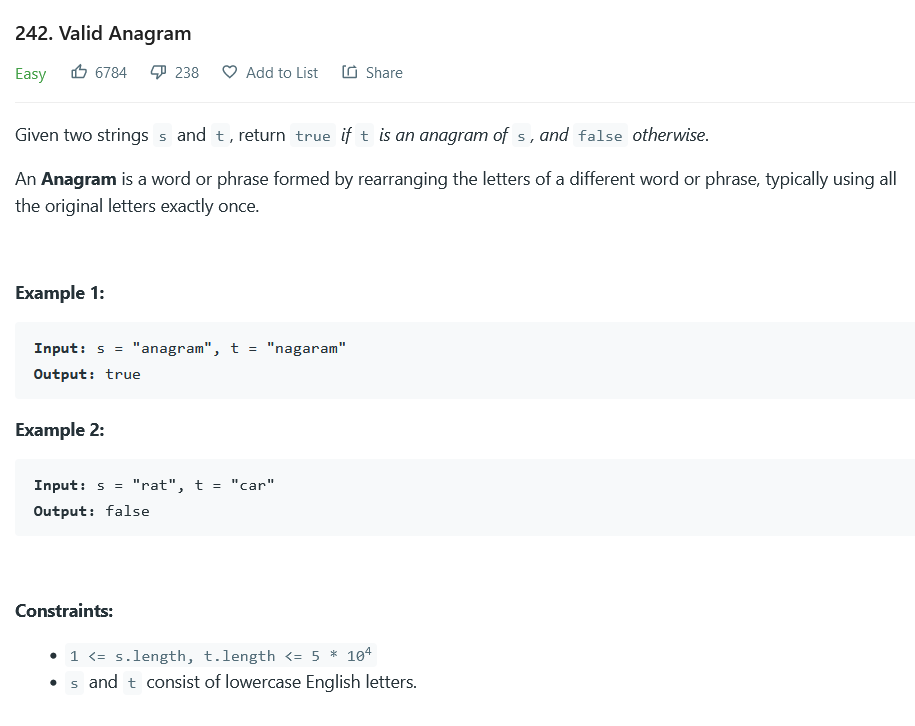 242. Valid Anagram
Easy 6784 238 Add to List Share
Given two strings s and t, return true if t is an anagram of s, and false otherwise.
An Anagram is a word or phrase formed by rearranging the letters of a different word or phrase, typically using all
the original letters exactly once.
Example 1:
Input: s = "anagram", t = "nagaram"
Output: true
Example 2:
Input: s = "rat", t = "car"
Output: false
Constraints:
• 1 <= s.length, t.length <= 5 * 10⁴
• s and t consist of lowercase English letters.